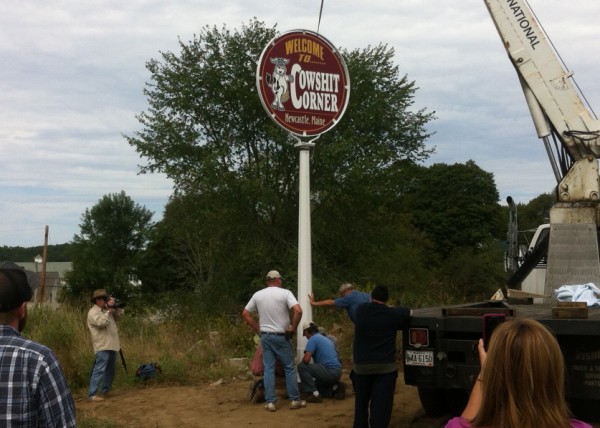 WELCOME
TO......
COWSHIT
CORNER
Newcastle, Maine
NATIONAL